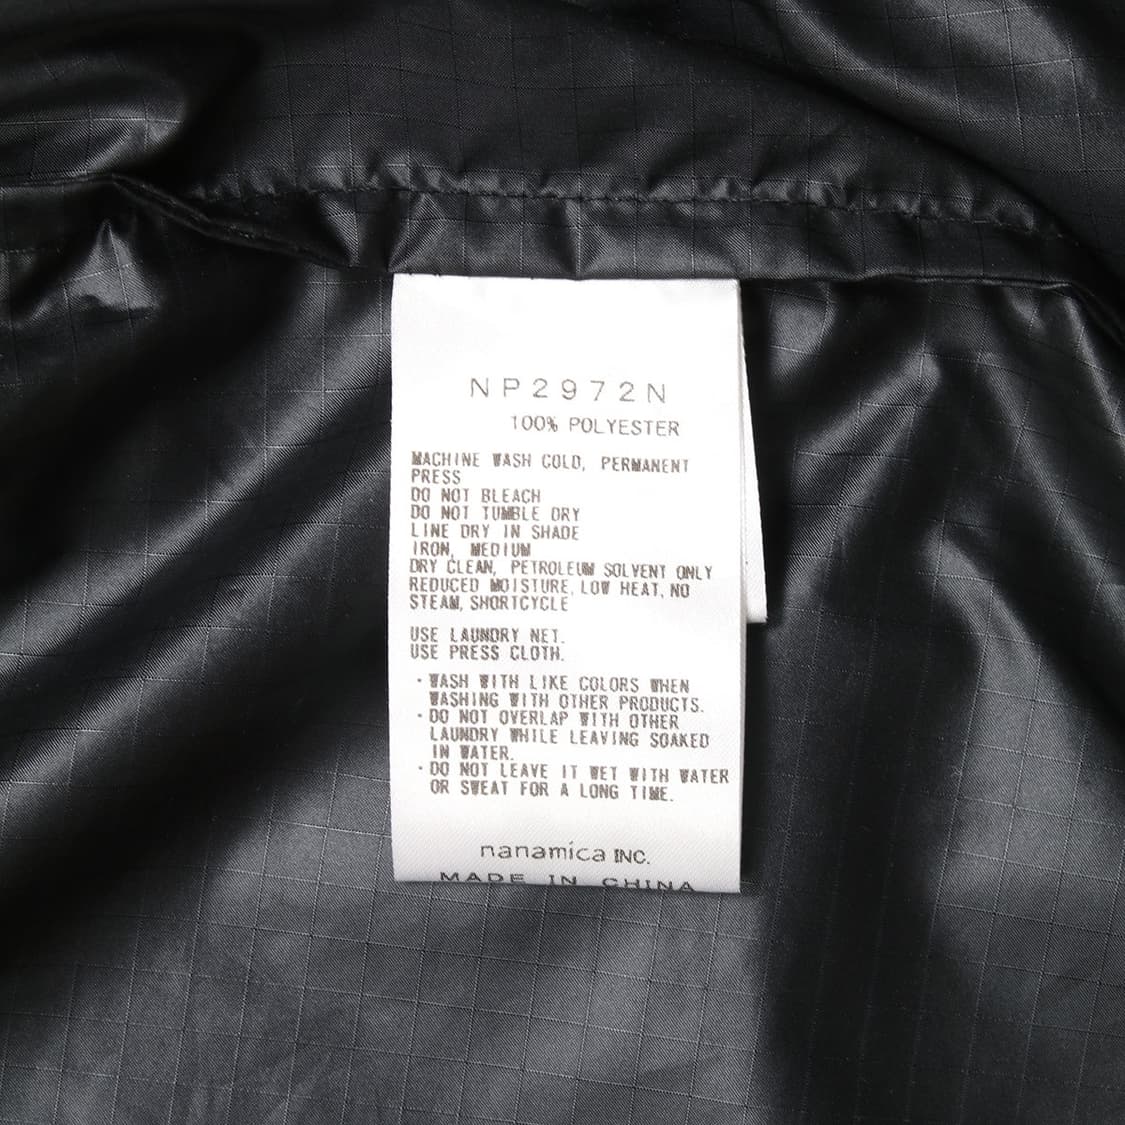 NP2972N
100% POLYESTER
MACHINE WASH COLD, PERMANENT
PRESS
DO NOT BLEACH
DO NOT TUMBLE DRY
LINE DRY IN SHADE
IRON, MEDIUM
DRY CLEAN, PETROLEUM SOLVENT ONLY
REDUCED MOISTURE, LOW HEAT, NO
STEAM, SHORTCYCLE
USE LAUNDRY NET.
USE PRESS CLOTH.
・WASH WITH LIKE COLORS WHEN
WASHING WITH OTHER PRODUCTS.
・DO NOT OVERLAP WITH OTHER
LAUNDRY WHILE LEAVING SOAKED
IN WATER.
・DO NOT LEAVE IT WET WITH WATER
OR SWEAT FOR A LONG TIME.
nanamica INC.
MADE IN CHINA